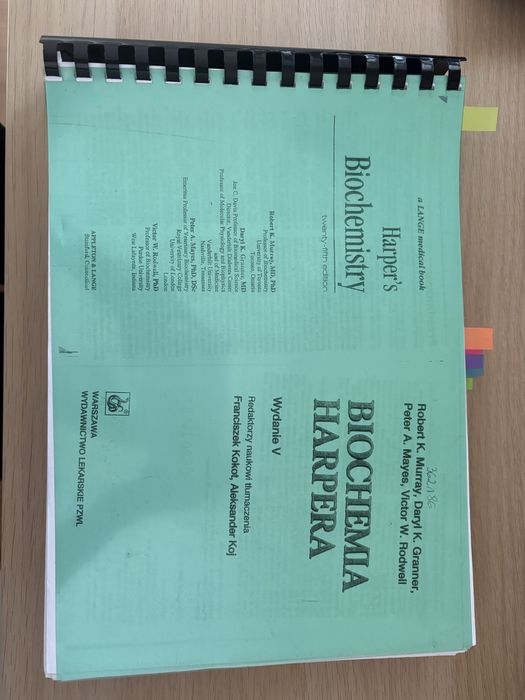 a LANGE medical book
Harper's
Biochemistry
twenty-fifth edition
Robert K. Murray, MD, PhD
Professor of Biochemistry
University of Toronto
Toronto, Ontario
Daryl K. Granner, MD
Joe C. Davis Professor of Biomedical Science
Director, Vanderbilt Diabetes Center
Professor of Molecular Physiology and Biophysics
and of Medicine
Vanderbilt University
Nashville, Tennessee
Peter A. Mayes, PhD, DSc
Emeritus Professor of Veterinary Biochemistry
Royal Veterinary College
University of London
London
Victor W. Rodwell, PhD
Professor of Biochemistry
Purdue University
West Lafayette, Indiana
APPLETON & LANGE
Stamford, Connecticut
Robert K. Murray, Daryl K. Granner,
Peter A. Mayes, Victor W. Rodwell
BIOCHEMIA
HARPERA
Wydanie V
Redaktorzy naukowi tłumaczenia
Franciszek Kokot, Aleksander Koj
WARSZAWA
WYDAWNICTWO LEKARSKIE PZWL